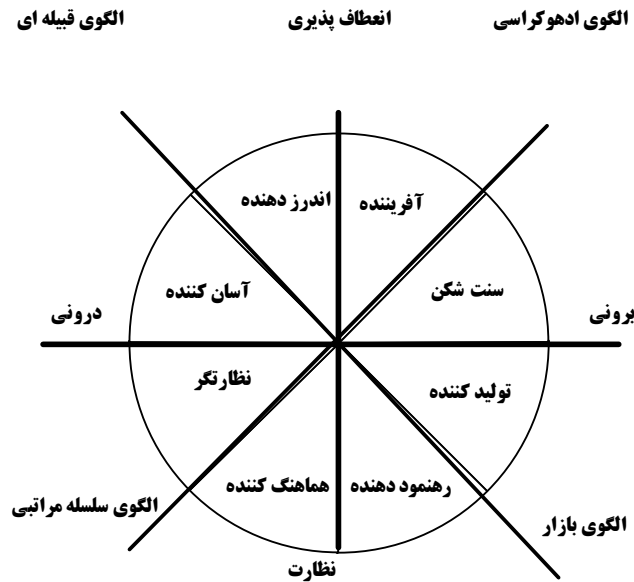 الگوی ادهوکراسی
انعطاف پذیری
الگوی قبیله ای
آفریننده
اندرز دهنده
سنت شکن
آسان کننده
برونی
درونی
تولید کننده
نظارتگر
رهنمود دهنده
هماهنگ کننده
الگوی بازار
الگوی سلسله مراتبی
نظارت